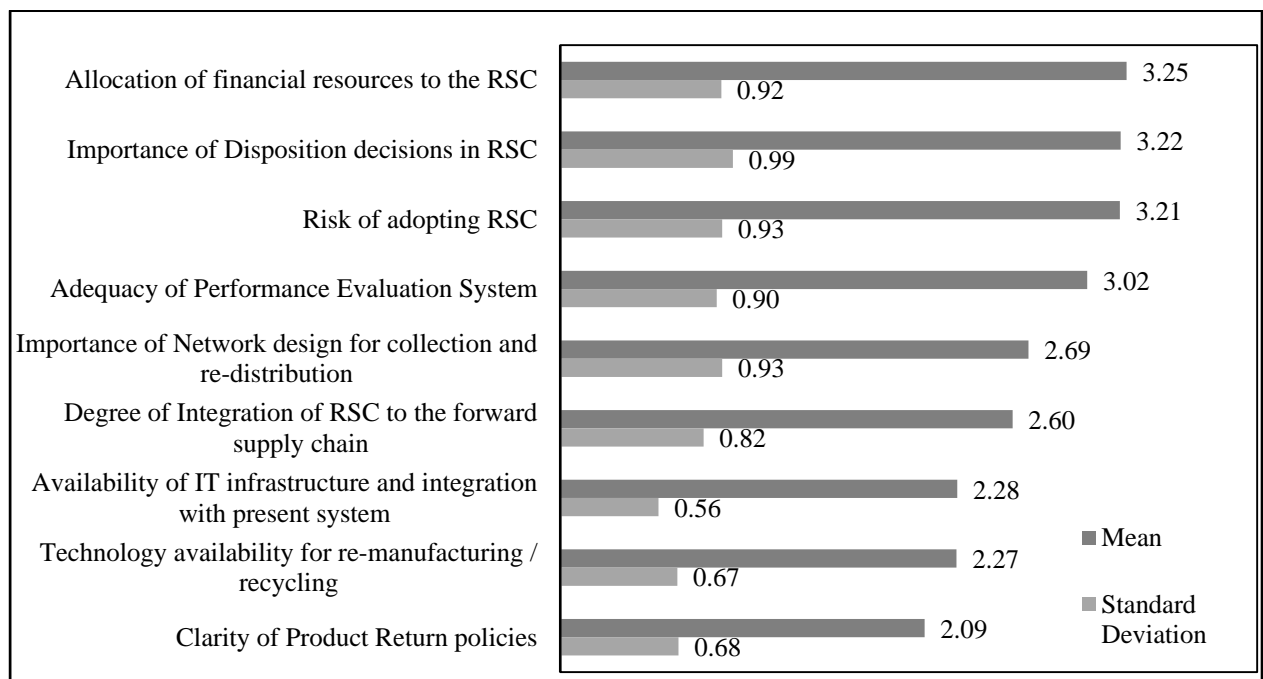 Allocation of financial resources to the RSC
3.25
0.92
Importance of Disposition decisions in RSC
3.22
0.99
Risk of adopting RSC
3.21
0.93
Adequacy of Performance Evaluation System
3.02
0.90
Importance of Network design for collection and
re-distribution
2.69
0.93
Degree of Integration of RSC to the forward
supply chain
2.60
0.82
Availability of IT infrastructure and integration
with present system
2.28
0.56
Technology availability for re-manufacturing /
recycling
2.27
0.67
Clarity of Product Return policies
2.09
0.68
Mean
Standard
Deviation